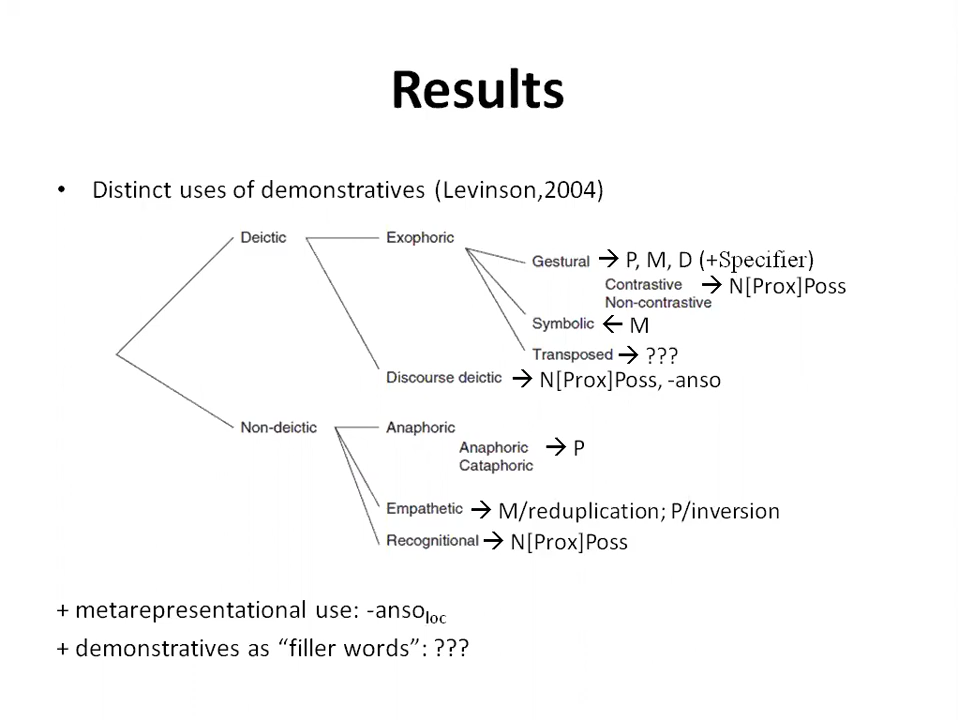 Results
• Distinct uses of demonstratives (Levinson,2004)
Deictic
Exophoric
Gestural → P, M, D (+Specifier)
Contrastive → N[Prox]Poss
Non-contrastive
Symbolic ← M
Transposed → ???
Discourse deictic → N[Prox]Poss, -anso
Non-deictic
Anaphoric
Anaphoric → P
Cataphoric
Empathetic → M/reduplication; P/inversion
Recognitional → N[Prox]Poss
+ metarepresentational use: -anso loc
+ demonstratives as “filler words”: ???